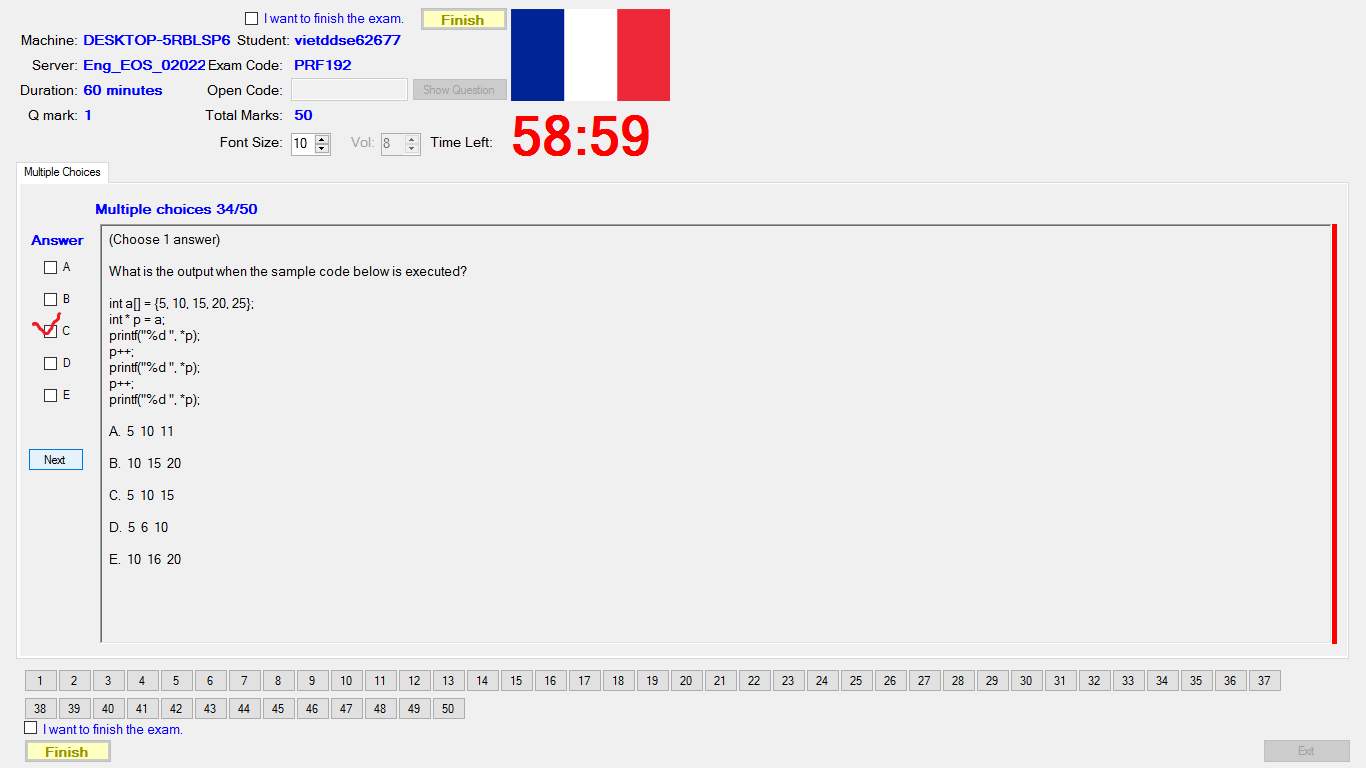 I want to finish the exam. Finish
Machine: DESKTOP-5RBLSP6 Student: vietddse62677
Server: Eng_EOS_02022 Exam Code: PRF192
Duration: 60 minutes Open Code: Show Question
Q mark: 1 Total Marks: 50
Font Size: 10 Vol: 8 Time Left: 58:59
Multiple Choices
Multiple choices 34/50
Answer
A
B
C
D
E
Next
(Choose 1 answer)
What is the output when the sample code below is executed?
int a[] = {5, 10, 15, 20, 25};
int * p = a;
printf("%d ", *p);
p++;
printf("%d ", *p);
p++;
printf("%d ", *p);
A. 5 10 11
B. 10 15 20
C. 5 10 15
D. 5 6 10
E. 10 16 20
1 2 3 4 5 6 7 8 9 10 11 12 13 14 15 16 17 18 19 20 21 22 23 24 25 26 27 28 29 30 31 32 33 34 35 36 37
38 39 40 41 42 43 44 45 46 47 48 49 50
I want to finish the exam.
Finish Exit